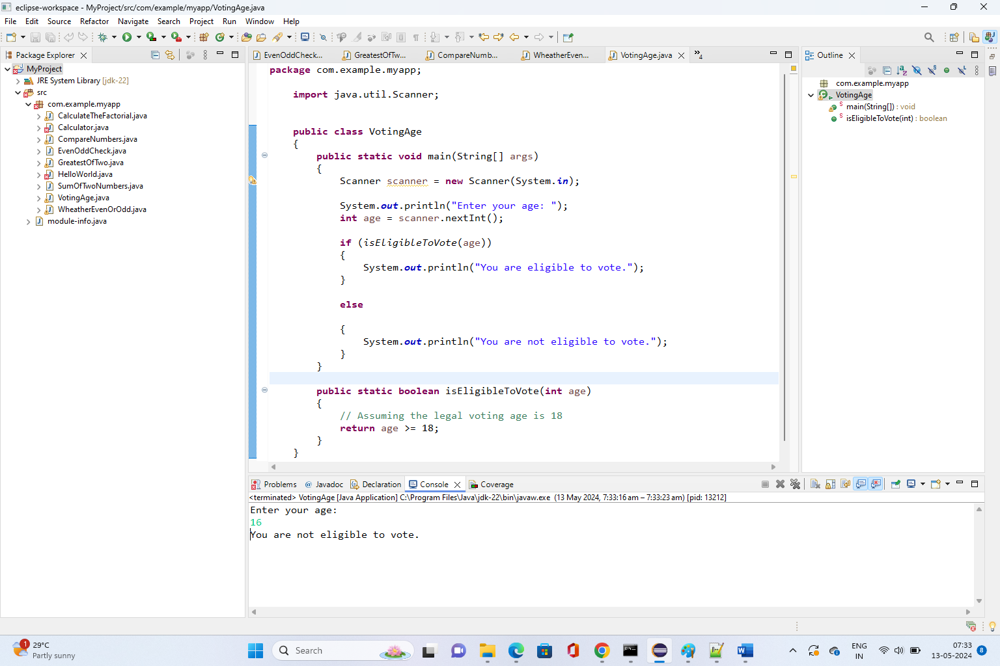 eclipse-workspace - MyProject/src/com/example/myapp/VotingAge.java
File Edit Source Refactor Navigate Search Project Run Window Help
Package Explorer
MyProject
JRE System Library [jdk-22]
src
com.example.myapp
CalculateTheFactorial.java
Calculator.java
CompareNumbers.java
EvenOddCheck.java
GreatestOfTwo.java
HelloWorld.java
SumOfTwoNumbers.java
VotingAge.java
WheatherEvenOrOdd.java
module-info.java
EvenOddCheck... GreatestOfTw... CompareNumb... WheatherEven... VotingAge.java »4
package com.example.myapp;
import java.util.Scanner;
public class VotingAge
{
public static void main(String[] args)
{
Scanner scanner = new Scanner(System.in);
System.out.println("Enter your age: ");
int age = scanner.nextInt();
if (isEligibleToVote(age))
{
System.out.println("You are eligible to vote.");
}
else
{
System.out.println("You are not eligible to vote.");
}
}
public static boolean isEligibleToVote(int age)
{
// Assuming the legal voting age is 18
return age >= 18;
}
}
Outline
com.example.myapp
VotingAge
main(String[]) : void
isEligibleToVote(int) : boolean
Problems @ Javadoc Declaration Console Coverage
<terminated> VotingAge [Java Application] C:\Program Files\Java\jdk-22\bin\javaw.exe (13 May 2024, 7:33:16 am – 7:33:23 am) [pid: 13212]
Enter your age:
16
You are not eligible to vote.
1
29°C
Partly sunny
Search
ENG
IN
07:33
13-05-2024
8